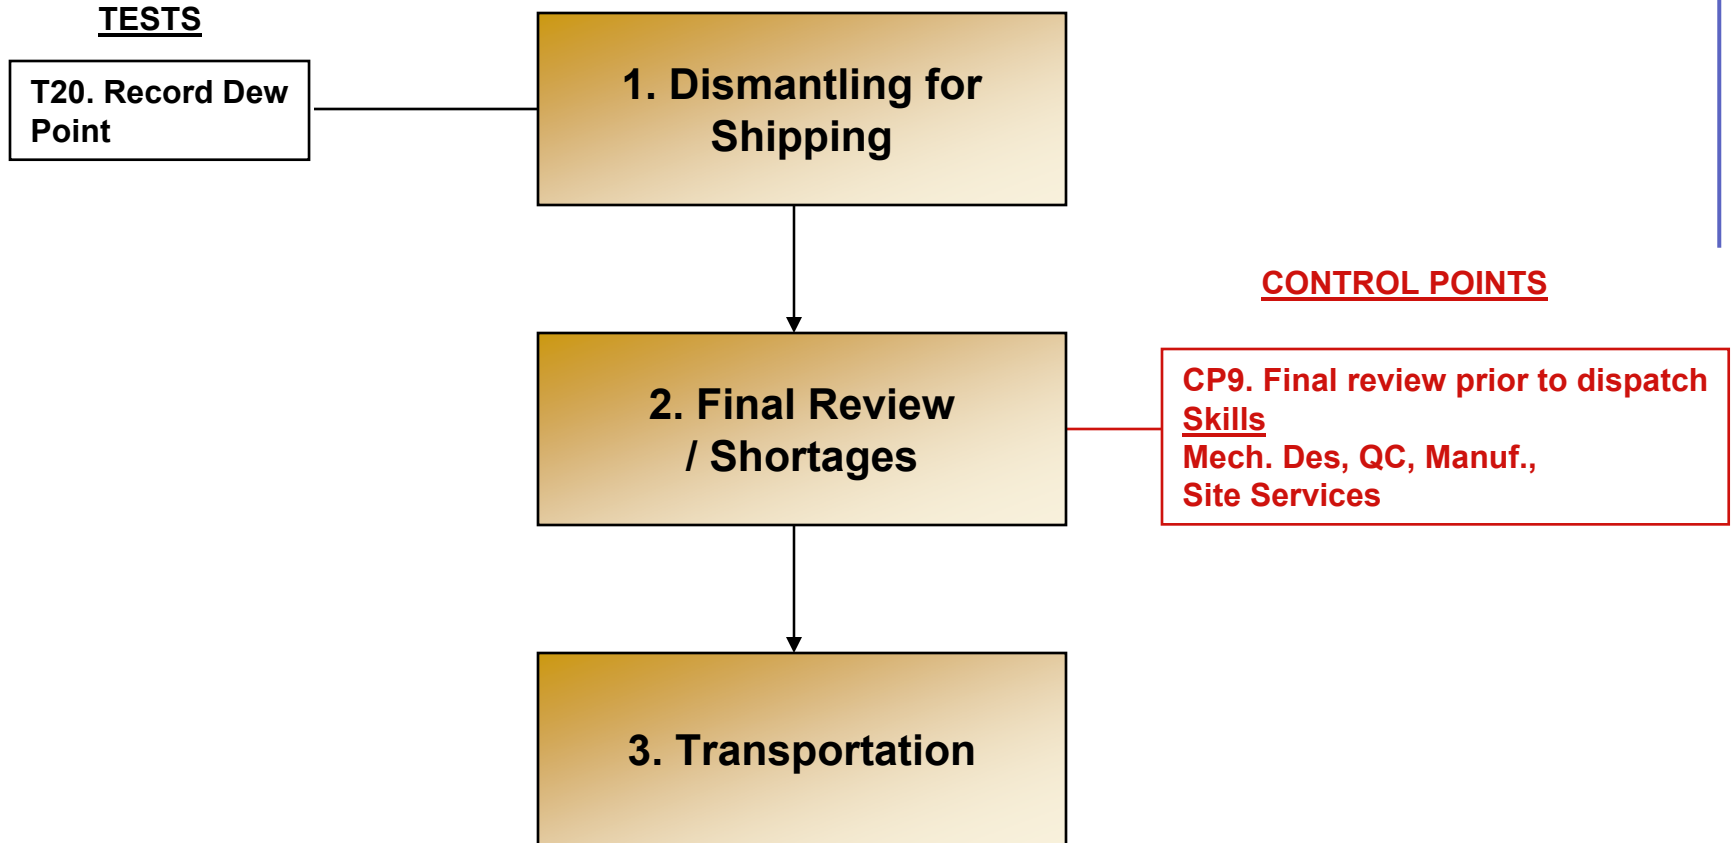 TESTS
T20. Record Dew
Point
1. Dismantling for
Shipping
CONTROL POINTS
2. Final Review
/ Shortages
CP9. Final review prior to dispatch
Skills
Mech. Des, QC, Manuf.,
Site Services
3. Transportation